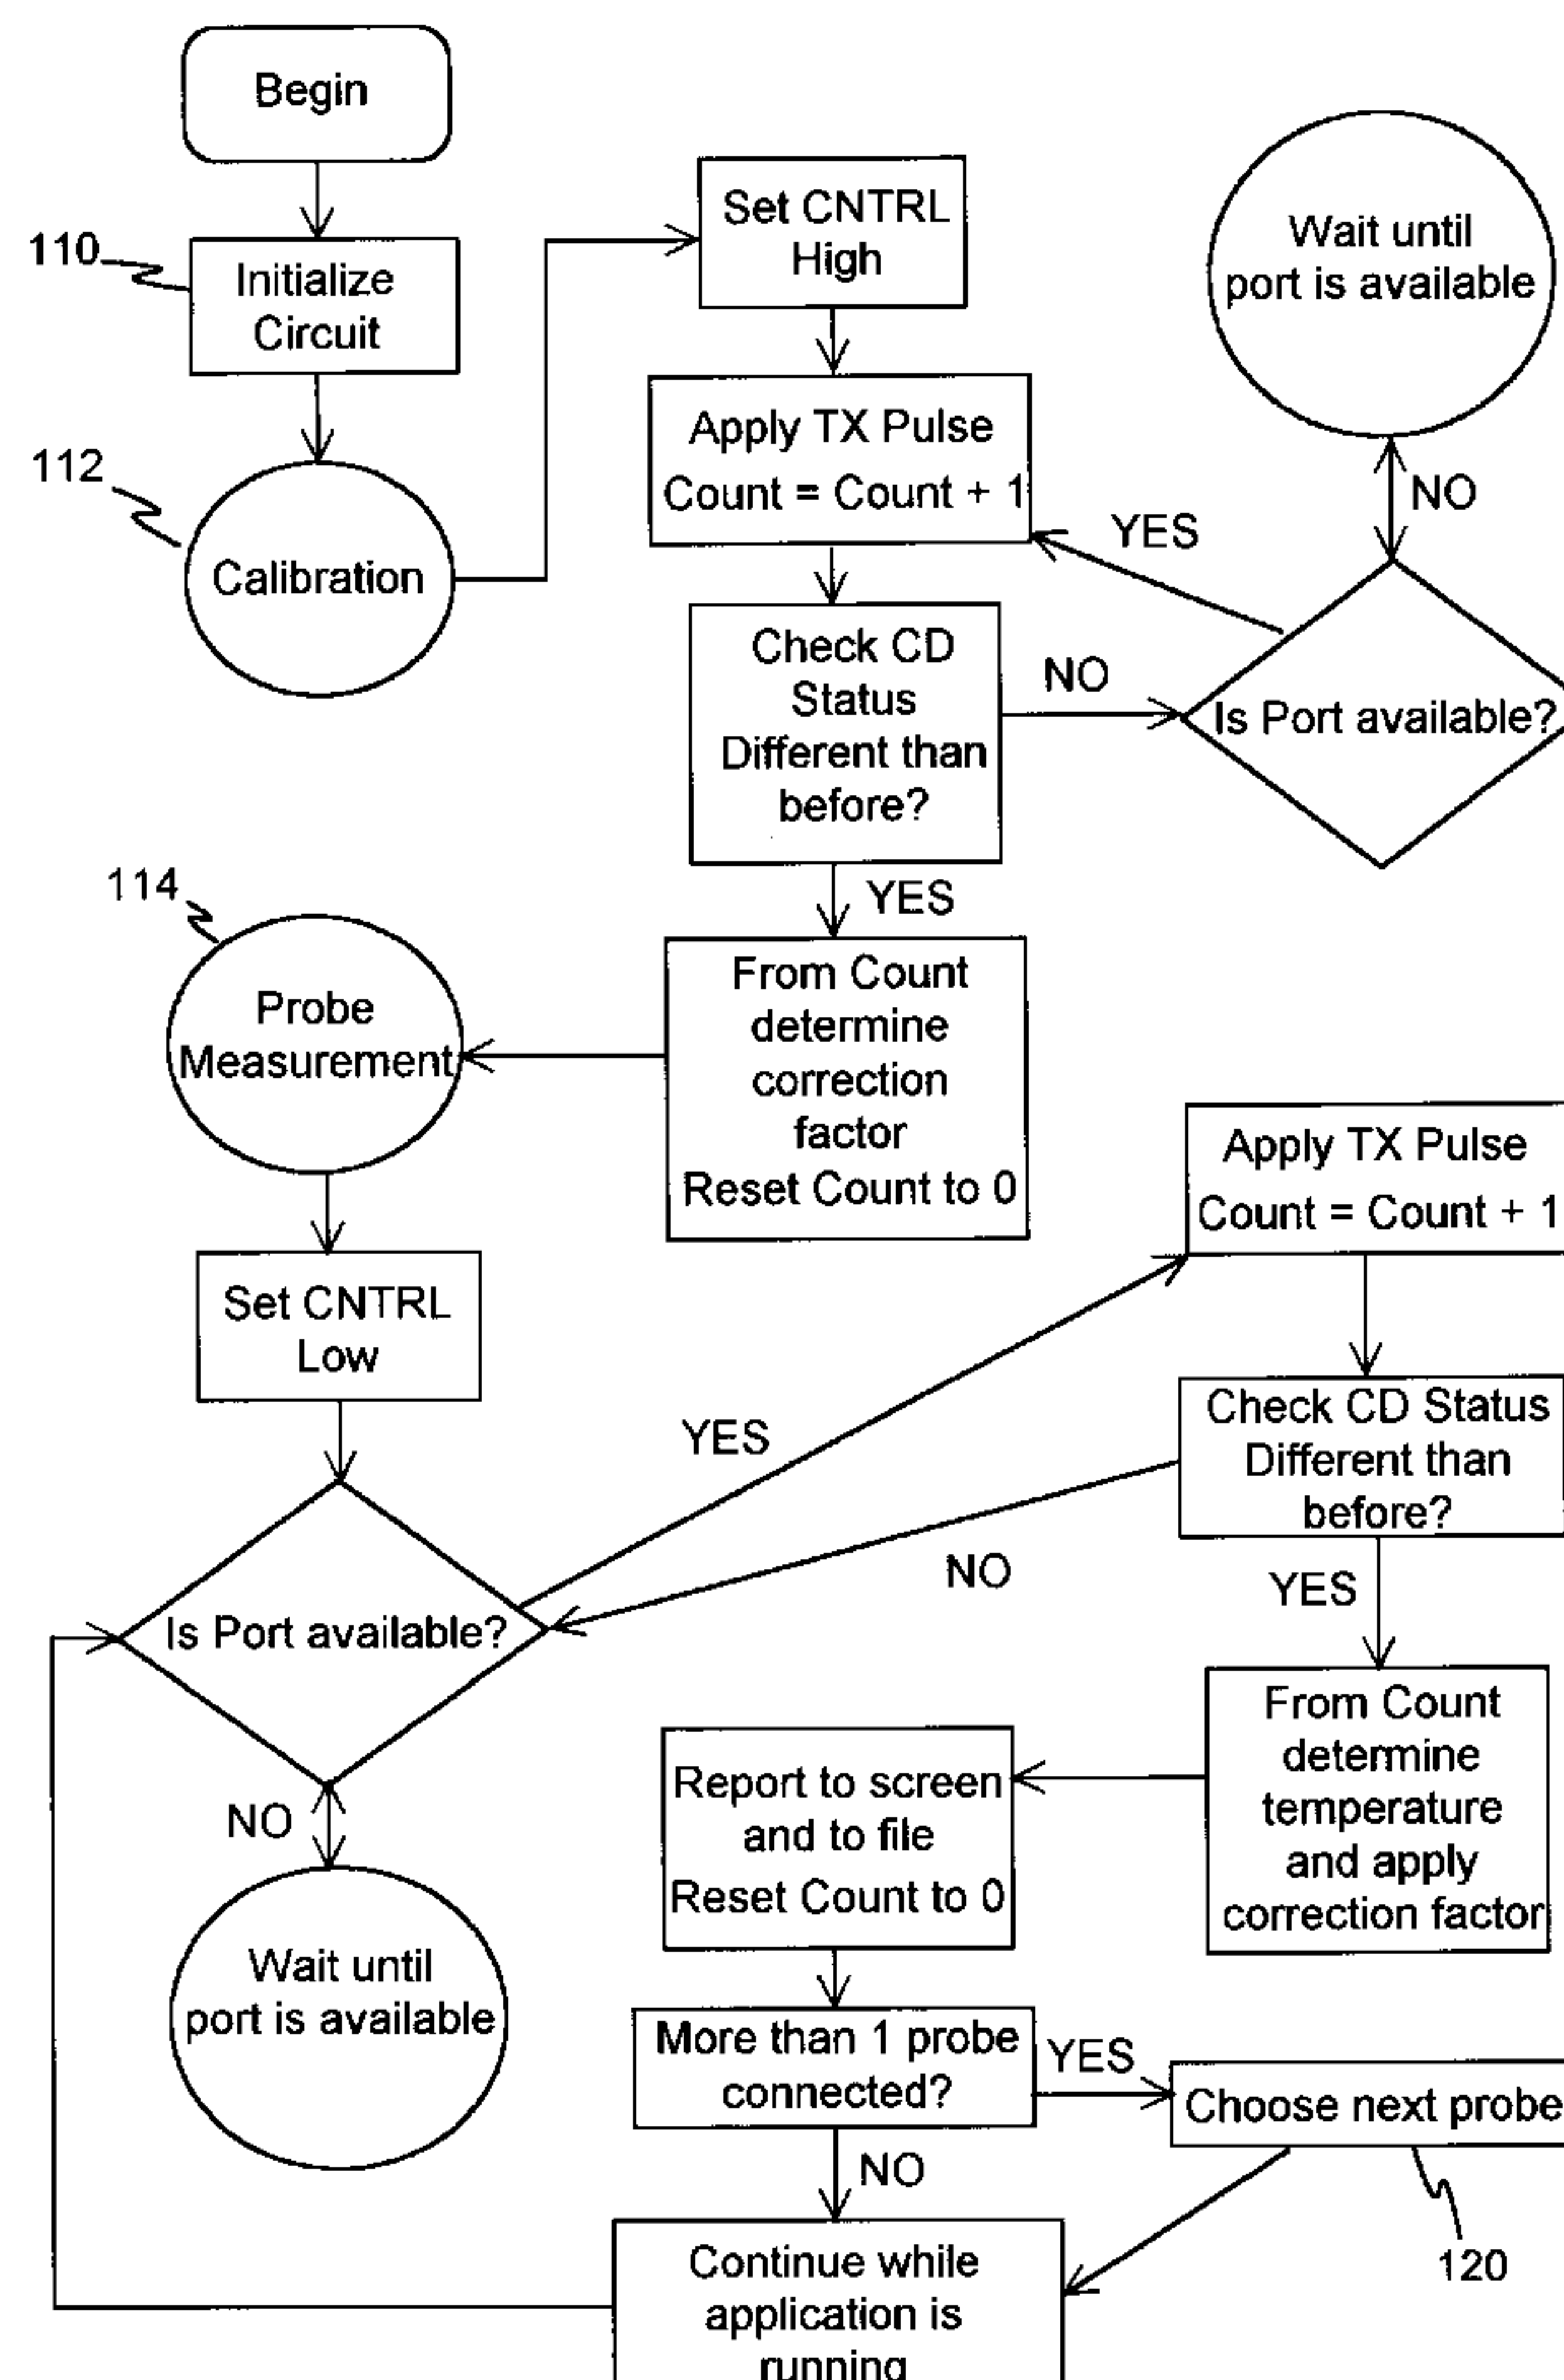 Begin
110
Initialize
Circuit
112
Calibration
Set CNTRL
High
Apply TX Pulse
Count = Count + 1
Wait until
port is available
NO
YES
Check CD
Status
Different than
before?
NO
Is Port available?
YES
From Count
determine
correction
factor
Reset Count to 0
114
Probe
Measurement
Set CNTRL
Low
Is Port available?
YES
NO
NO
Wait until
port is available
Apply TX Pulse
Count = Count + 1
Check CD Status
Different than
before?
YES
From Count
determine
temperature
and apply
correction factor
Report to screen
and to file
Reset Count to 0
More than 1 probe
connected?
YES
Choose next probe
120
NO
Continue while
application is
running